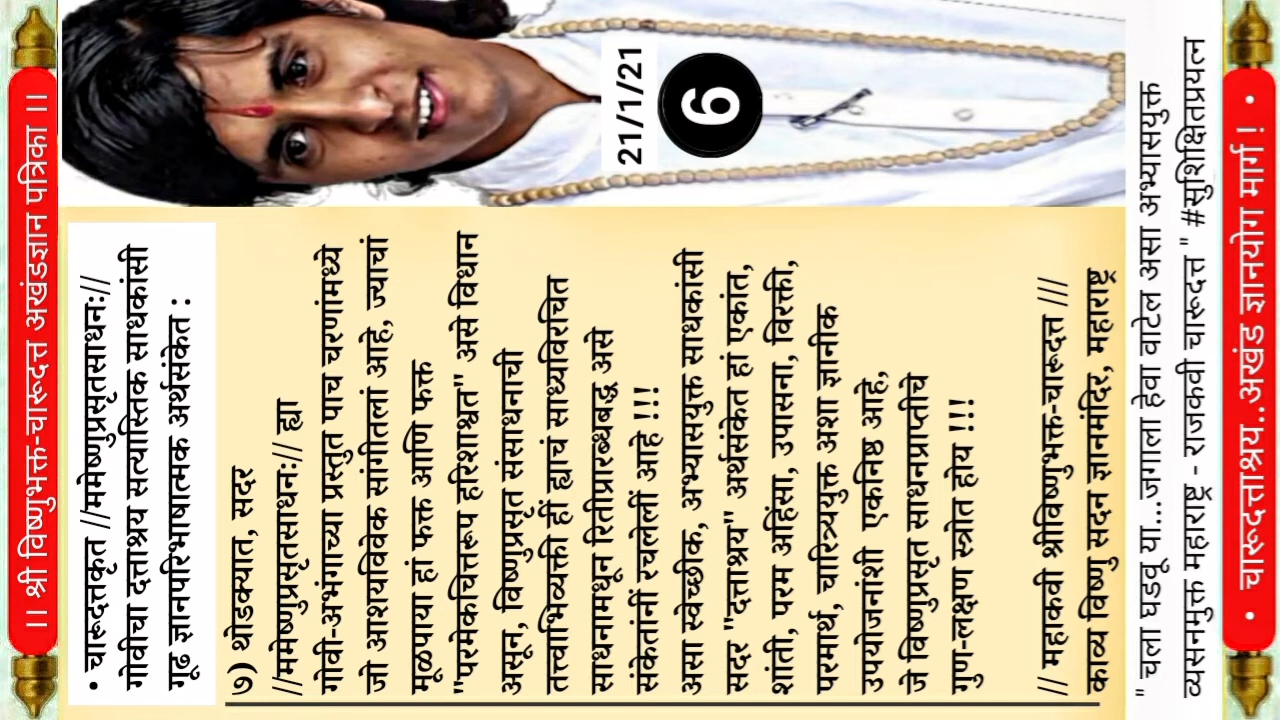 || श्री विष्णुभक्त-चारूदत्त अखंडज्ञान पत्रिका ||
• चारूदत्तकृत //ममेष्णुप्रसृतसाधनः//
गोवीचा दत्ताश्रय सत्यास्तिक साधकांसी
गूढ ज्ञानपरिभाषात्मक अर्थसंकेत :
21/1/21
6
७) थोडक्यात, सदर
//ममेष्णुप्रसृतसाधनः// ह्या
गोवी-अभंगाच्या प्रस्तुत पाच चरणांमध्ये
जो आशयविवेक सांगीतलां आहे, ज्याचां
मूळपाया हां फक्त आणि फक्त
"परमेकचित्तरूप हरिशाश्वत" असे विधान
असून, विष्णुप्रसृत संसाधनाची
तत्त्वाभिव्यक्ती हीं ह्याचं साध्यविरचित
साधनामधून रितीप्रारब्धबद्ध असे
संकेतांनीं रचलेलीं आहे !!!
असा स्वेच्छीक, अभ्यासयुक्त साधकांसी
सदर "दत्ताश्रय" अर्थसंकेत हां एकांत,
शांती, परम अहिंसा, उपासना, विरक्ती,
परमार्थ, चरित्र्ययुक्त अशा ज्ञानीक
उपयोजनांशी एकनिष्ठ आहे,
जे विष्णुप्रसृत साधनप्राप्तीचे
गुण-लक्षण स्त्रोत होय !!!
// महाकवी श्रीविष्णुभक्त-चारूदत्त ///
काव्य विष्णु सदन ज्ञानमंदिर, महाराष्ट्र
" चला घडवू या...जगाला हेवा वाटेल असा अभ्यासयुक्त
व्यसनमुक्त महाराष्ट्र - राजकवी चारूदत्त " #सुशिक्षितप्रयत्न
• चारूदत्ताश्रय..अखंड ज्ञानयोग मार्ग ! •